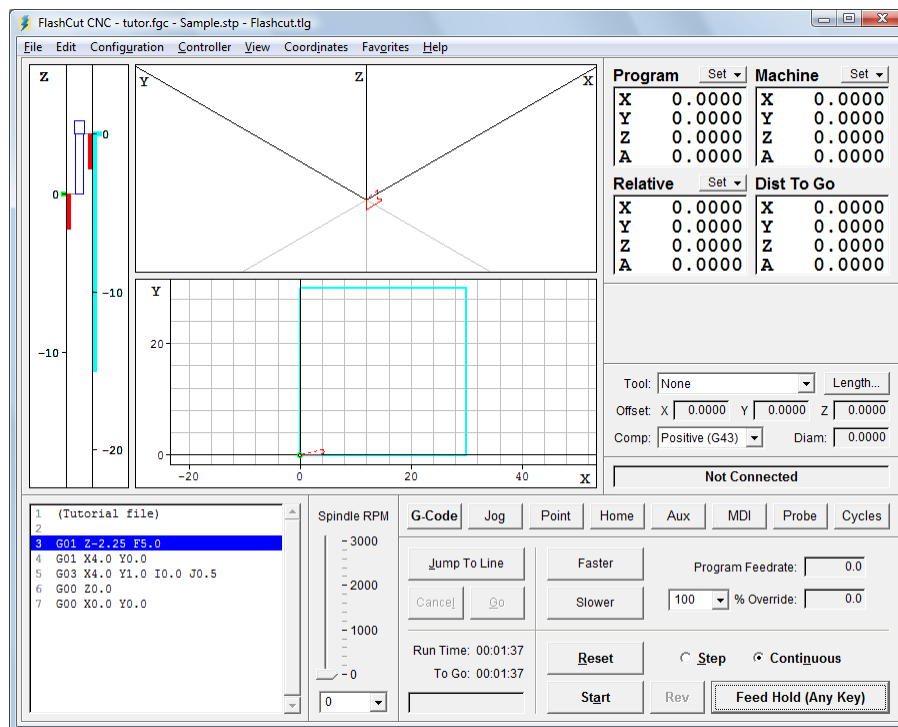 FlashCut CNC - tutor.fgc - Sample.stp - Flashcut.tlg
File Edit Configuration Controller View Coordinates Favorites Help
Z
0
-10
0
-10
-20
Y Z X
Y
20
0
-20 0 20 40
X
Program Set
X 0.0000
Y 0.0000
Z 0.0000
A 0.0000
Machine Set
X 0.0000
Y 0.0000
Z 0.0000
A 0.0000
Relative Set
X 0.0000
Y 0.0000
Z 0.0000
A 0.0000
Dist To Go
X 0.0000
Y 0.0000
Z 0.0000
A 0.0000
Tool: None Length...
Offset: X 0.0000 Y 0.0000 Z 0.0000
Comp: Positive (G43) Diam: 0.0000
Not Connected
1 (Tutorial file)
2
3 G01 Z-2.25 F5.0
4 G01 X4.0 Y0.0
5 G03 X4.0 Y1.0 I0.0 J0.5
6 G00 Z0.0
7 G00 X0.0 Y0.0
Spindle RPM
3000
2000
1000
0
0
G-Code Jog Point Home Aux MDI Probe Cycles
Jump To Line
Cancel Go
Faster
Slower
Program Feedrate: 0.0
100 % Override: 0.0
Run Time: 00:01:37
To Go: 00:01:37
Reset
Step Continuous
Start Rev Feed Hold (Any Key)